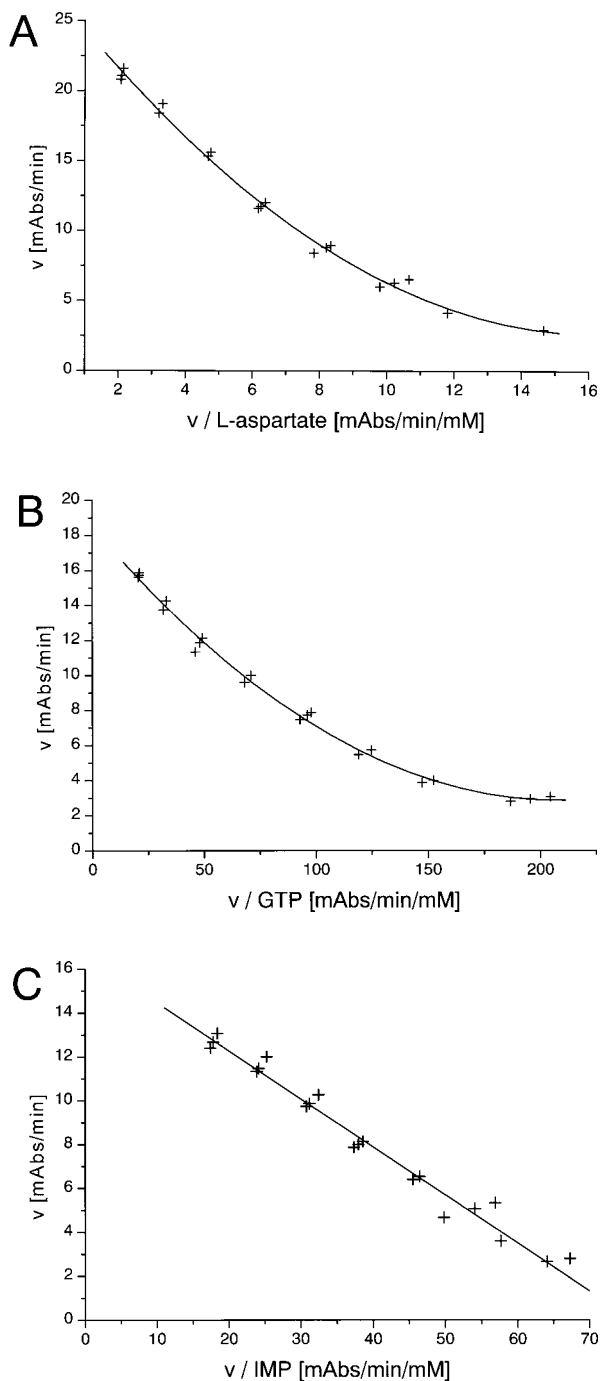 A
25
20
15
10
5
0
v [mAbs/min]
2 4 6 8 10 12 14 16
v / L-aspartate [mAbs/min/mM]
B
20
18
16
14
12
10
8
6
4
2
0
v [mAbs/min]
0 50 100 150 200
v / GTP [mAbs/min/mM]
C
16
14
12
10
8
6
4
2
0
v [mAbs/min]
0 10 20 30 40 50 60 70
v / IMP [mAbs/min/mM]